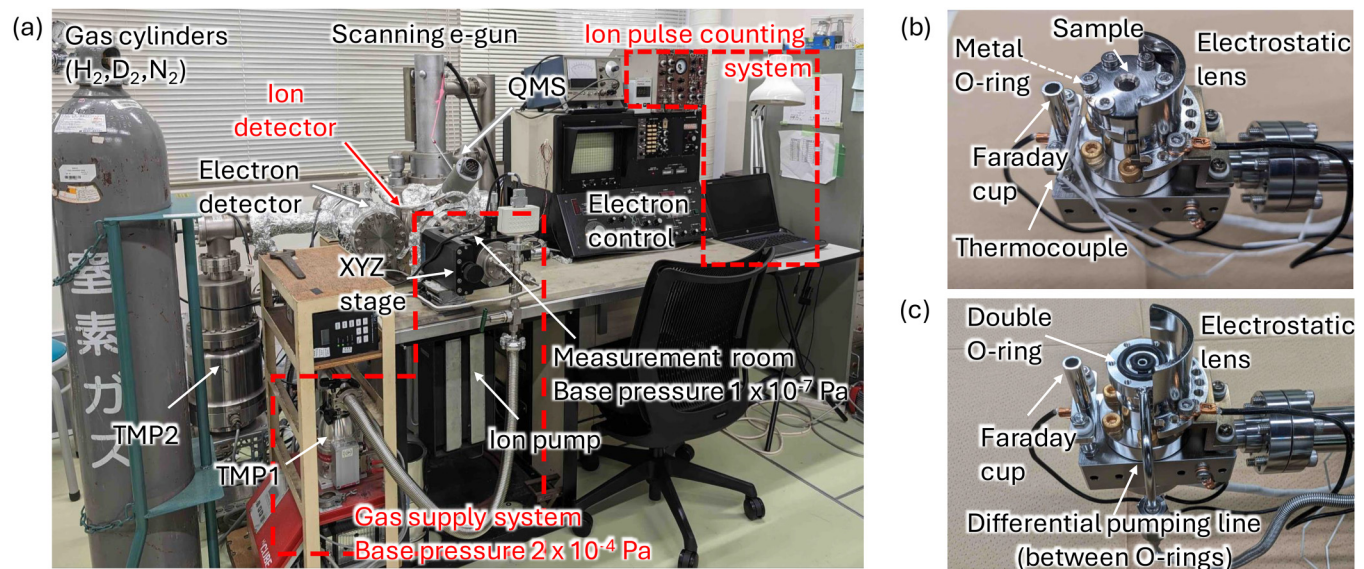 (a)
Gas cylinders
(H₂,D₂,N₂)
Scanning e-gun
Ion pulse counting
system
QMS
Ion
detector
Electron
detector
Electron
control
XYZ
stage
Measurement room
Base pressure 1 x 10⁻⁷ Pa
Ion pump
TMP2
TMP1
Gas supply system
Base pressure 2 x 10⁻⁴ Pa
窒素ガス
CUBE
(b)
Sample
Metal
O-ring
Electrostatic
lens
Faraday
cup
Thermocouple
(c)
Double
O-ring
Electrostatic
lens
Faraday
cup
Differential pumping line
(between O-rings)